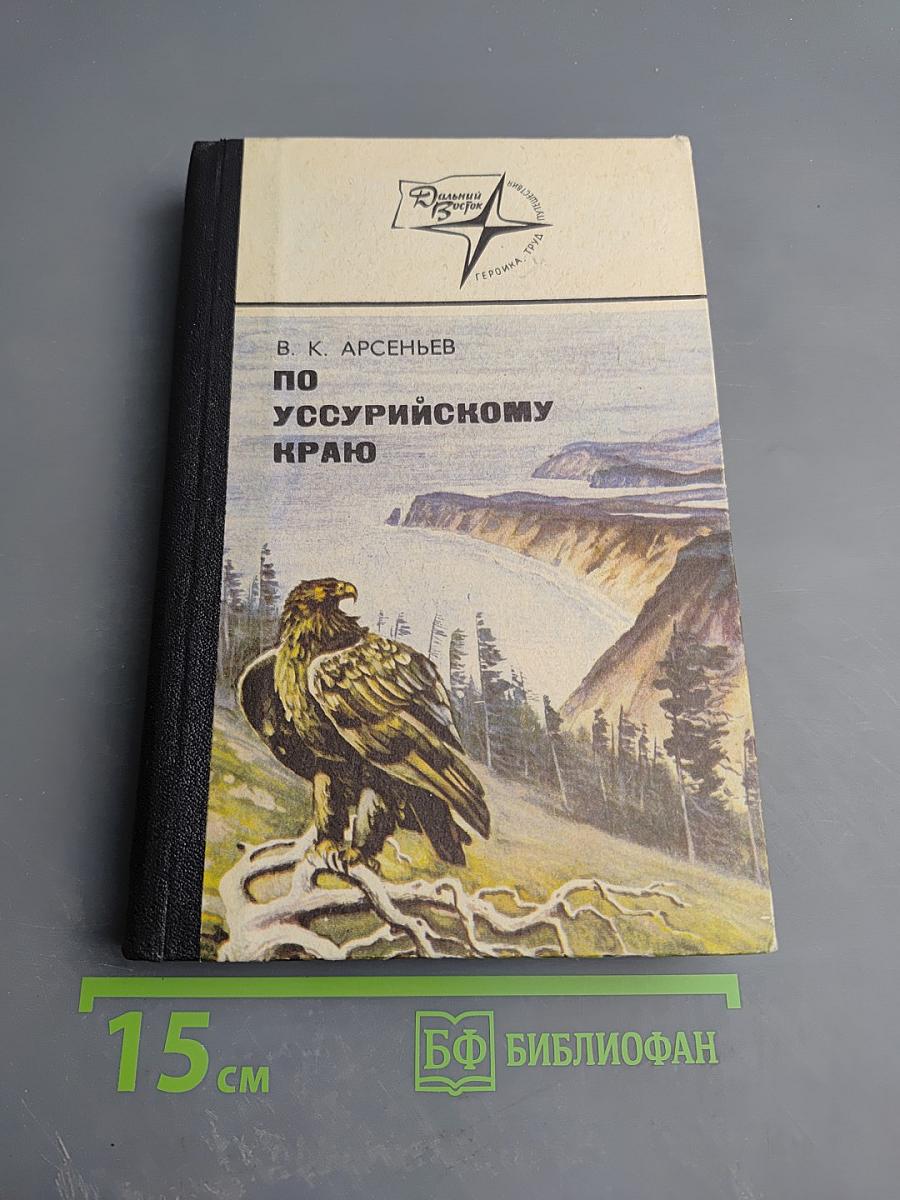 Дальний
Восток
ГЕРОИКА. ТРУД. ПУТЕШЕСТВИЯ
В. К. АРСЕНЬЕВ
ПО
УССУРИЙСКОМУ
КРАЮ
15 см
БФ БИБЛИОФАН